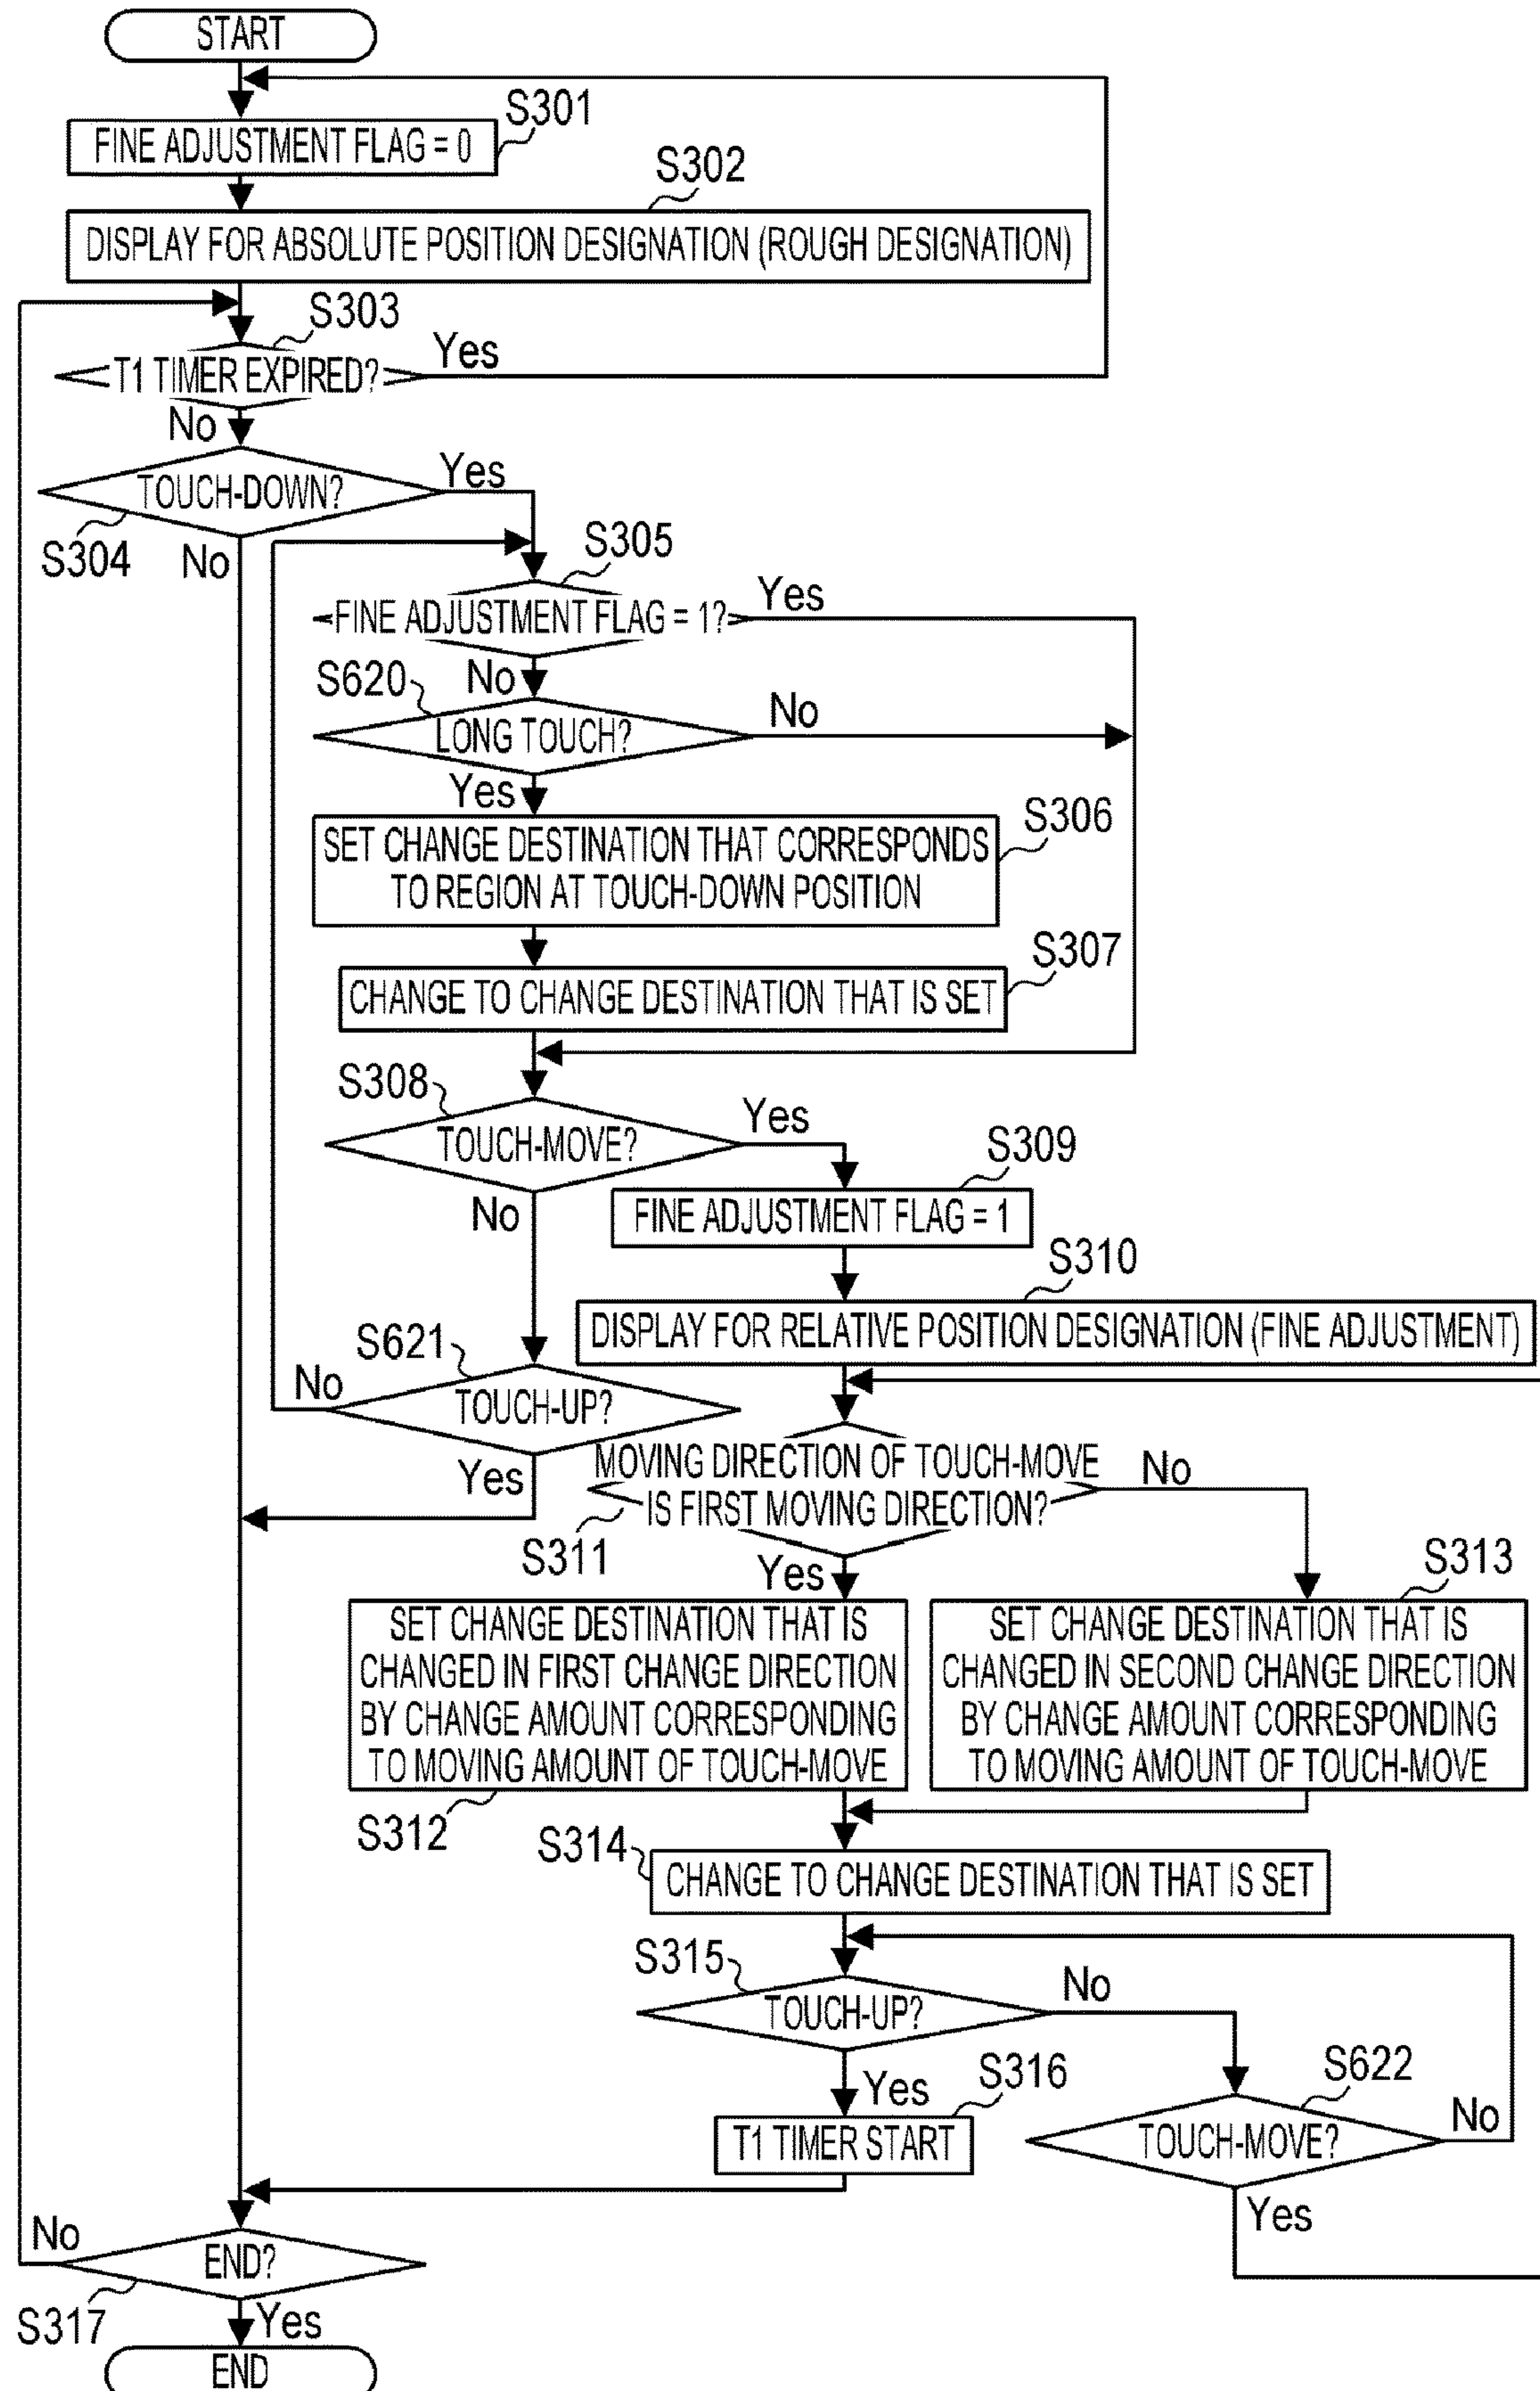 START
S301
FINE ADJUSTMENT FLAG = 0
S302
DISPLAY FOR ABSOLUTE POSITION DESIGNATION (ROUGH DESIGNATION)
S303
T1 TIMER EXPIRED?
Yes
No
TOUCH-DOWN?
Yes
S304
No
S305
FINE ADJUSTMENT FLAG = 1?
Yes
No
S620
LONG TOUCH?
No
Yes
S306
SET CHANGE DESTINATION THAT CORRESPONDS
TO REGION AT TOUCH-DOWN POSITION
S307
CHANGE TO CHANGE DESTINATION THAT IS SET
S308
TOUCH-MOVE?
Yes
No
S309
FINE ADJUSTMENT FLAG = 1
S310
DISPLAY FOR RELATIVE POSITION DESIGNATION (FINE ADJUSTMENT)
S621
TOUCH-UP?
No
Yes
MOVING DIRECTION OF TOUCH-MOVE
IS FIRST MOVING DIRECTION?
No
S311
Yes
S313
SET CHANGE DESTINATION THAT IS
CHANGED IN FIRST CHANGE DIRECTION
BY CHANGE AMOUNT CORRESPONDING
TO MOVING AMOUNT OF TOUCH-MOVE
S312
SET CHANGE DESTINATION THAT IS
CHANGED IN SECOND CHANGE DIRECTION
BY CHANGE AMOUNT CORRESPONDING
TO MOVING AMOUNT OF TOUCH-MOVE
S314
CHANGE TO CHANGE DESTINATION THAT IS SET
S315
TOUCH-UP?
No
Yes
S316
T1 TIMER START
S622
TOUCH-MOVE?
No
Yes
No
END?
S317
Yes
END